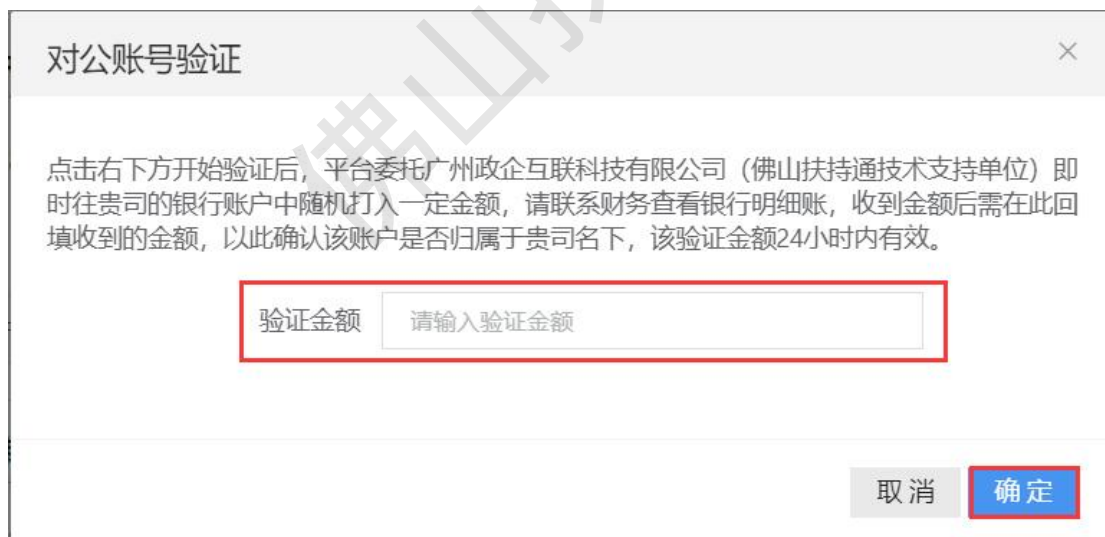 对公账号验证
点击右下方开始验证后，平台委托广州政企互联科技有限公司（佛山扶持通技术支持单位）即
时往贵司的银行账户中随机打入一定金额，请联系财务查看银行明细账，收到金额后需在此回
填收到的金额，以此确认该账户是否归属于贵司名下，该验证金额24小时内有效。
验证金额 请输入验证金额
取消 确定
佛山扶